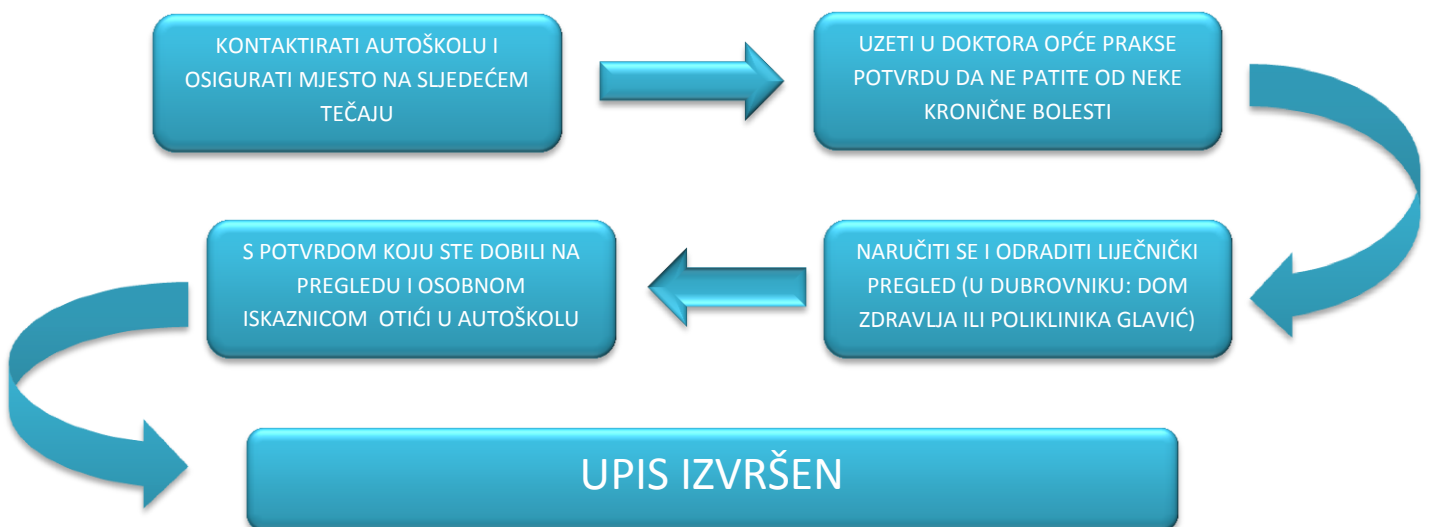 KONTAKTIRATI AUTOŠKOLU I
OSIGURATI MJESTO NA SLJEDEĆEM
TEČAJU
UZETI U DOKTORA OPĆE PRAKSE
POTVRDU DA NE PATITE OD NEKE
KRONIČNE BOLESTI
NARUČITI SE I ODRADITI LIJEČNIČKI
PREGLED (U DUBROVNIKU: DOM
ZDRAVLJA ILI POLIKLINIKA GLAVIĆ)
S POTVRDOM KOJU STE DOBILI NA
PREGLEDU I OSOBNOM
ISKAZNICOM OTIĆI U AUTOŠKOLU
UPIS IZVRŠEN